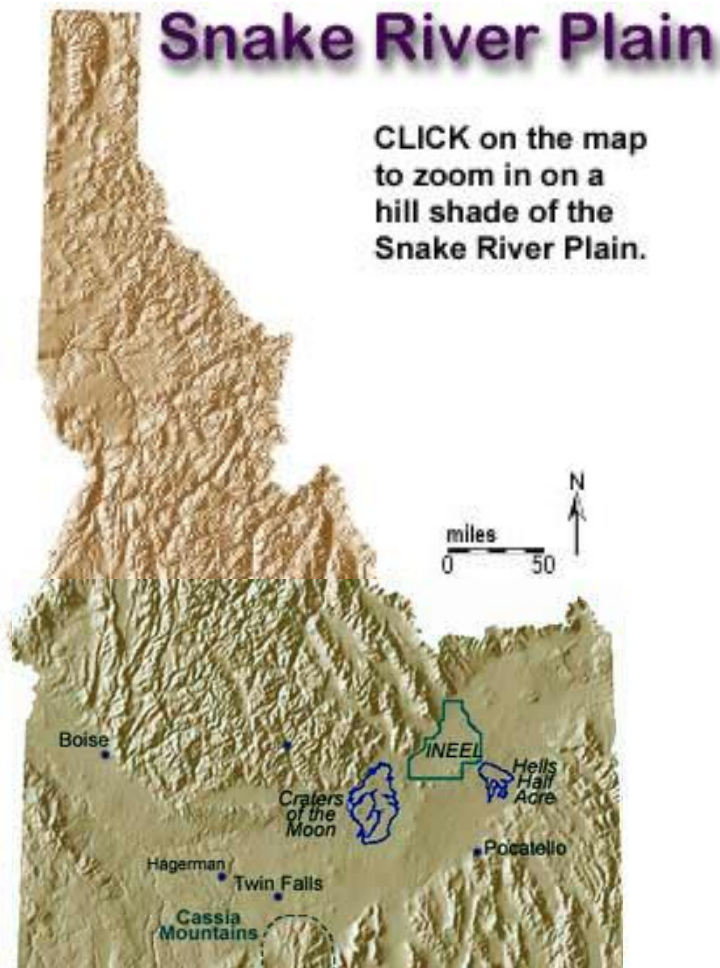 Snake River Plain
CLICK on the map
to zoom in on a
hill shade of the
Snake River Plain.
N
miles
0 50
Boise
INEEL
Hells
Half
Acre
Craters
of the
Moon
Pocatello
Hagerman
Twin Falls
Cassia
Mountains